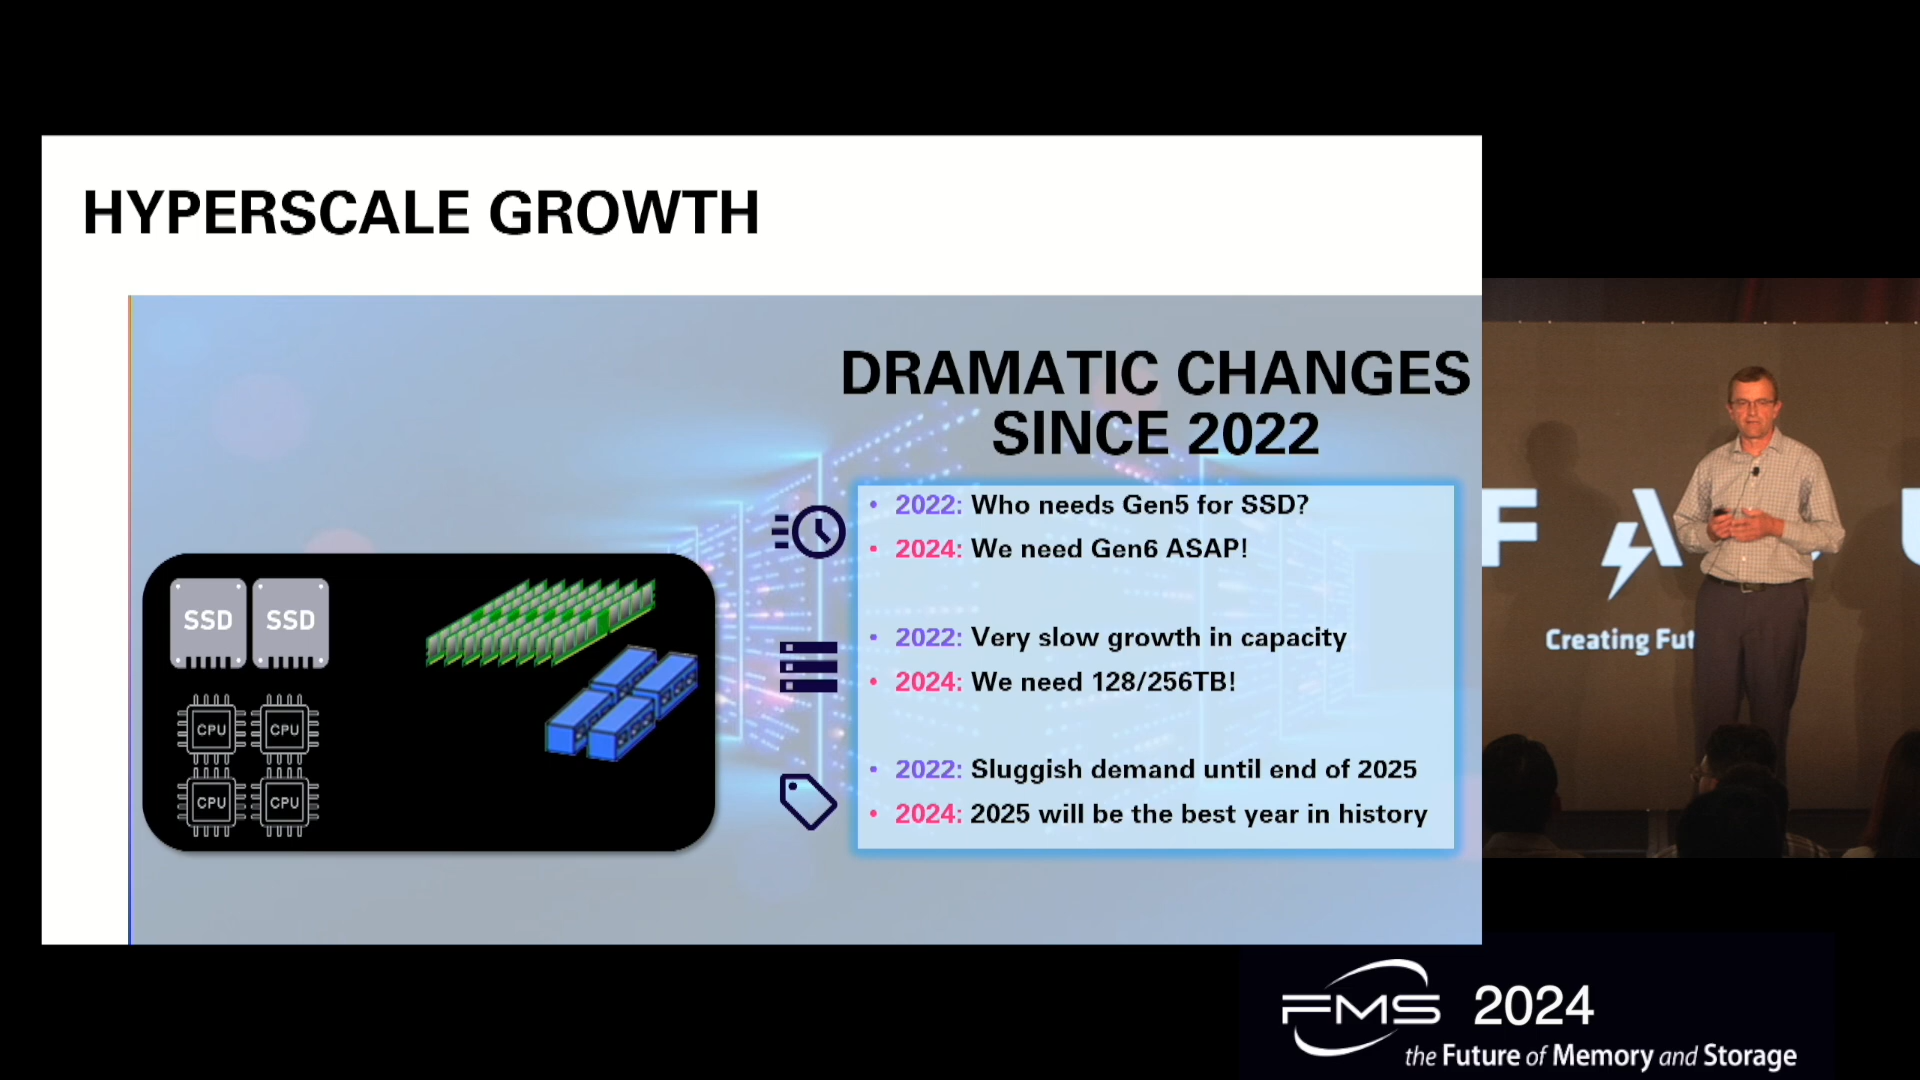 HYPERSCALE GROWTH
DRAMATIC CHANGES
SINCE 2022
• 2022: Who needs Gen5 for SSD?
• 2024: We need Gen6 ASAP!
• 2022: Very slow growth in capacity
• 2024: We need 128/256TB!
• 2022: Sluggish demand until end of 2025
• 2024: 2025 will be the best year in history
SSD SSD
CPU CPU
CPU CPU
F A
Creating Fut
FMS 2024
the Future of Memory and Storage